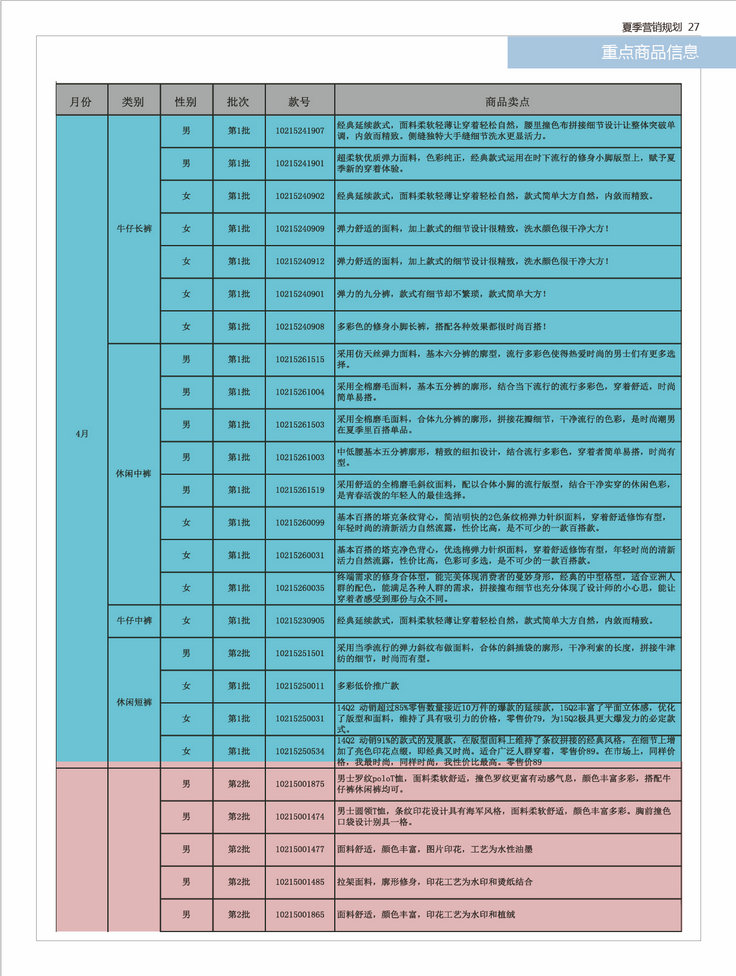 夏季营销规划 27
重点商品信息
月份 类别 性别 批次 款号 商品卖点
4月
牛仔长裤
男 第1批 10215241907 经典延续款式，面料柔软轻薄让穿着轻松自然，腰里撞色布拼接细节设计让整体突破单
调，内敛而精致。侧缝独特大手缝细节洗水更显活力。
男 第1批 10215241901 超柔软优质弹力面料，色彩纯正，经典款式运用在时下流行的修身小脚版型上，赋予夏
季新的穿着体验。
女 第1批 10215240902 经典延续款式，面料柔软轻薄让穿着轻松自然，款式简单大方自然，内敛而精致。
女 第1批 10215240909 弹力舒适的面料，加上款式的细节设计很精致，洗水颜色很干净大方！
女 第1批 10215240912 弹力舒适的面料，加上款式的细节设计很精致，洗水颜色很干净大方！
女 第1批 10215240901 弹力的九分裤，款式有细节却不繁琐，款式简单大方！
女 第1批 10215240908 多彩色的修身小脚长裤，搭配各种效果都很时尚百搭！
休闲中裤
男 第1批 10215261515 采用仿天丝弹力面料，基本六分裤的廓型，流行多彩色使得热爱时尚的男士们有更多选
择。
男 第1批 10215261004 采用全棉磨毛面料，基本五分裤的廓形，结合当下流行的流行多彩色，穿着舒适，时尚
简单易搭。
男 第1批 10215261503 采用全棉磨毛面料，合体九分裤的廓形，拼接花瓣细节，干净流行的色彩，是时尚潮男
在夏季里百搭单品。
男 第1批 10215261003 中低腰基本五分裤廓形，精致的纽扣设计，结合流行多彩色，穿着者简单易搭，时尚有
型。
男 第1批 10215261519 采用舒适的全棉磨毛斜纹面料，配以合体小脚的流行版型，结合干净实穿的休闲色彩，
是青春活泼的年轻人的最佳选择。
女 第1批 10215260099 基本百搭的塔克条纹背心，简洁明快的2色条纹棉弹力针织面料，穿着舒适修饰有型，
年轻时尚的清新活力自然流露，性价比高，是不可少的一款百搭款。
女 第1批 10215260031 基本百搭的塔克净色背心，优选棉弹力针织面料，穿着舒适修饰有型，年轻时尚的清新
活力自然流露，性价比高，色彩可多选，是不可少的一款百搭款。
女 第1批 10215260035 终端需求的修身合体型，能完美体现消费者的曼妙身形，经典的中型格型，适合亚洲人
群的配色，能满足各种人群的需求，拼接撞布细节也充分体现了设计师的小心思，能让
穿着者感受到那份与众不同。
牛仔中裤
女 第1批 10215230905 经典延续款式，面料柔软轻薄让穿着轻松自然，款式简单大方自然，内敛而精致。
休闲短裤
男 第2批 10215251501 采用当季流行的弹力斜纹布做面料，合体的斜插袋的廓形，干净利索的长度，拼接牛津
纺的细节，时尚而有型。
女 第1批 10215250011 多彩低价推广款
女 第1批 10215250031 14Q2 动销超过85%零售数量接近10万件的爆款的延续款，15Q2丰富了平面立体感，优化
了版型和面料，维持了具有吸引力的价格，零售价79，为15Q2极具更大爆发力的必定款
式。
女 第1批 10215250534 14Q2 动销91%的款式的发展款，在版型面料上维持了条纹拼接的经典风格，在细节上增
加了亮色印花点缀，即经典又时尚。适合广泛人群穿着，零售价89。在市场上，同样价
格，我最时尚，同样时尚，我性价比最高。零售价89
男 第2批 10215001875 男士罗纹poloT恤，面料柔软舒适，撞色罗纹更富有动感气息，颜色丰富多彩，搭配牛
仔裤休闲裤均可。
男 第2批 10215001474 男士圆领T恤，条纹印花设计具有海军风格，面料柔软舒适，颜色丰富多彩。胸前撞色
口袋设计别具一格。
男 第2批 10215001477 面料舒适，颜色丰富，图片印花，工艺为水性油墨
男 第2批 10215001485 拉架面料，廓形修身，印花工艺为水印和烫纸结合
男 第2批 10215001865 面料舒适，颜色丰富，印花工艺为水印和植绒